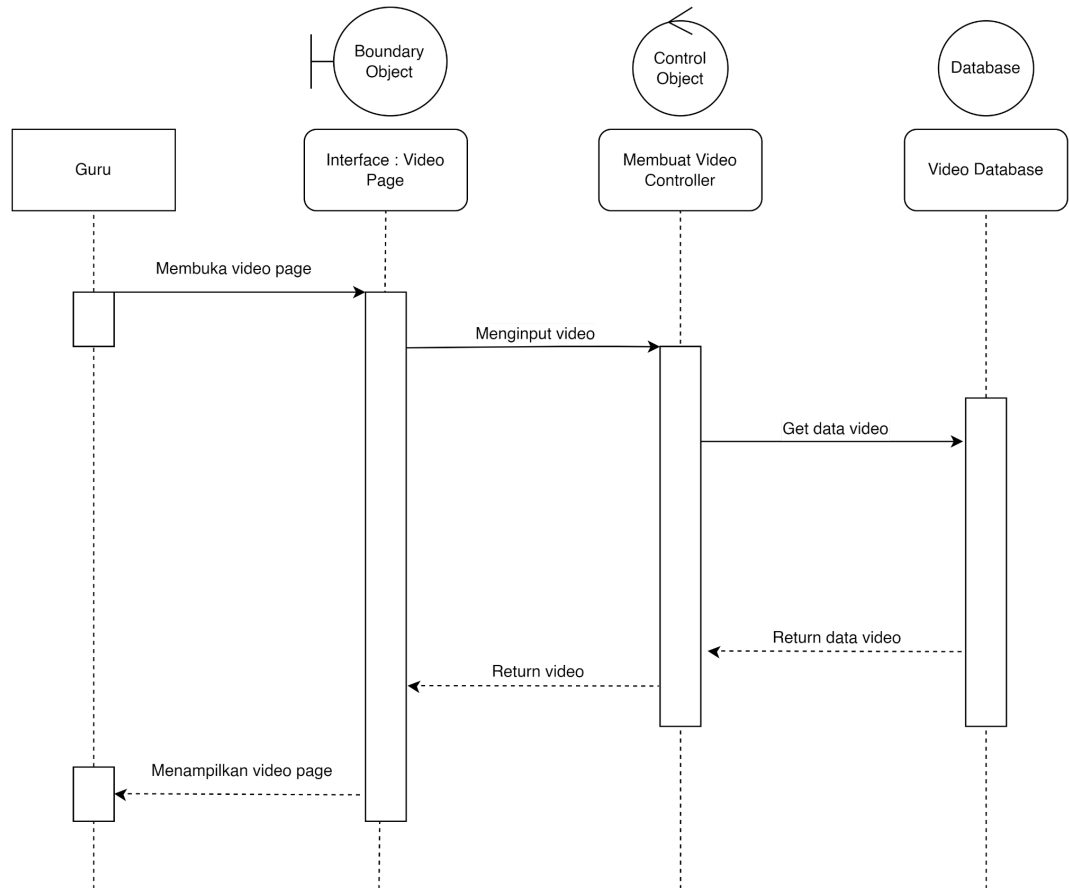 Boundary
Object
Control
Object
Database
Guru
Interface : Video
Page
Membuat Video
Controller
Video Database
Membuka video page
Menginput video
Get data video
Return data video
Return video
Menampilkan video page